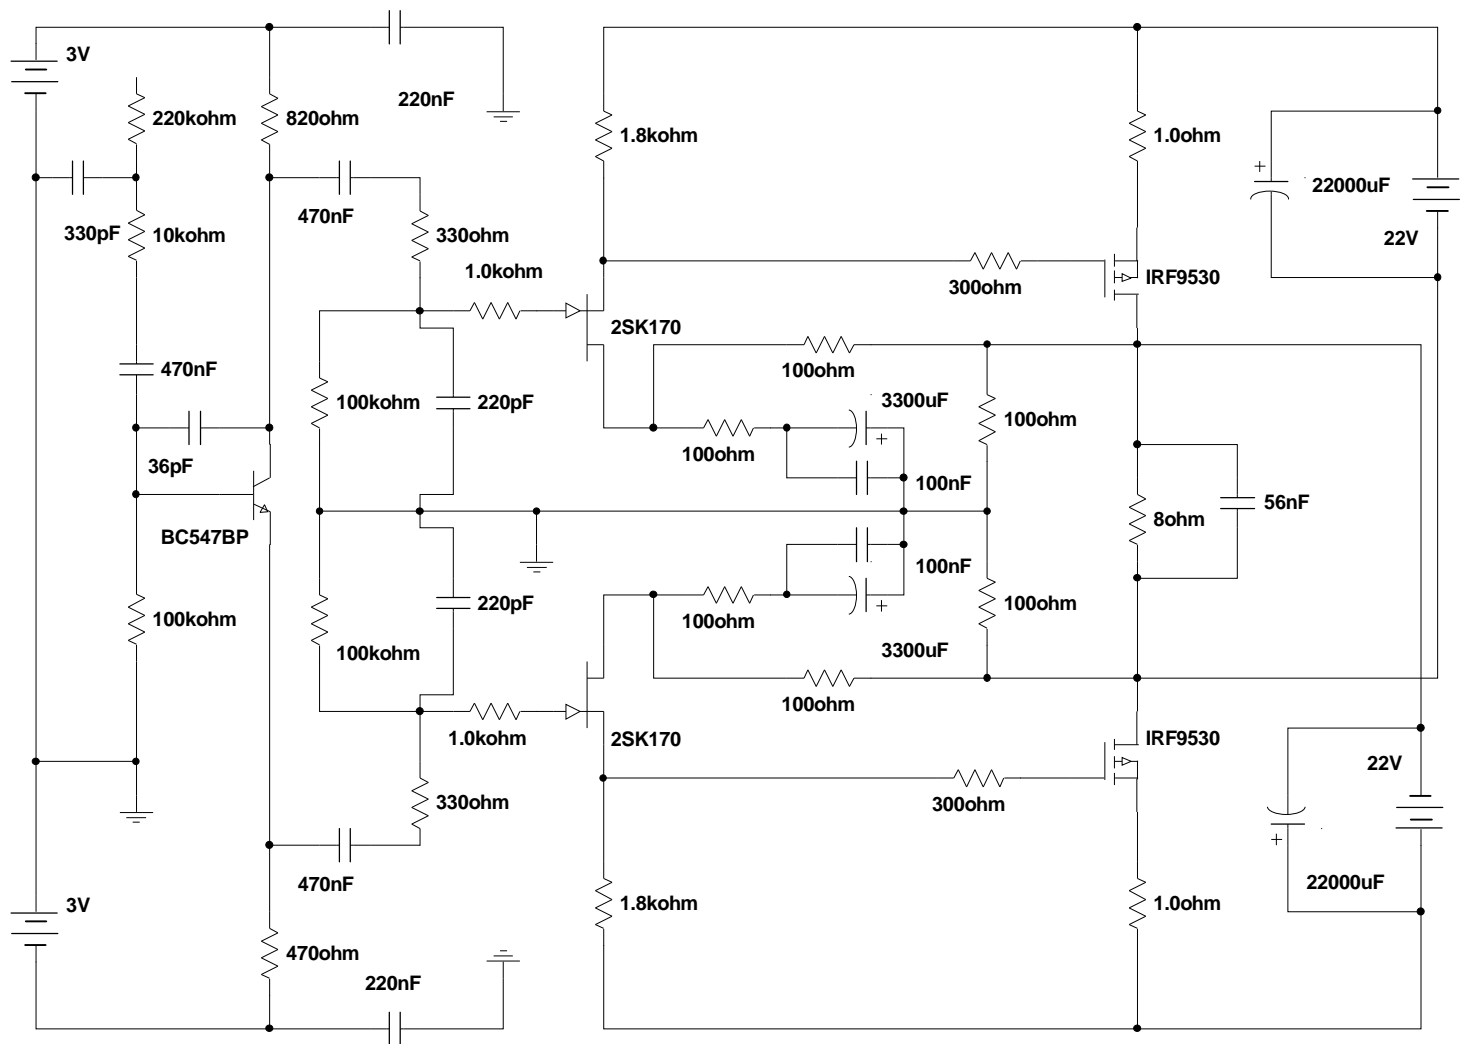 3V
220kohm
820ohm
220nF
1.8kohm
1.0ohm
22000uF
22V
330pF
10kohm
470nF
330ohm
1.0kohm
300ohm
IRF9530
2SK170
470nF
100ohm
100kohm
220pF
3300uF
100ohm
36pF
100ohm
100nF
8ohm
56nF
BC547BP
100nF
100kohm
220pF
100ohm
100ohm
100kohm
3300uF
100ohm
1.0kohm
2SK170
IRF9530
22V
330ohm
300ohm
470nF
22000uF
3V
1.8kohm
1.0ohm
470ohm
220nF